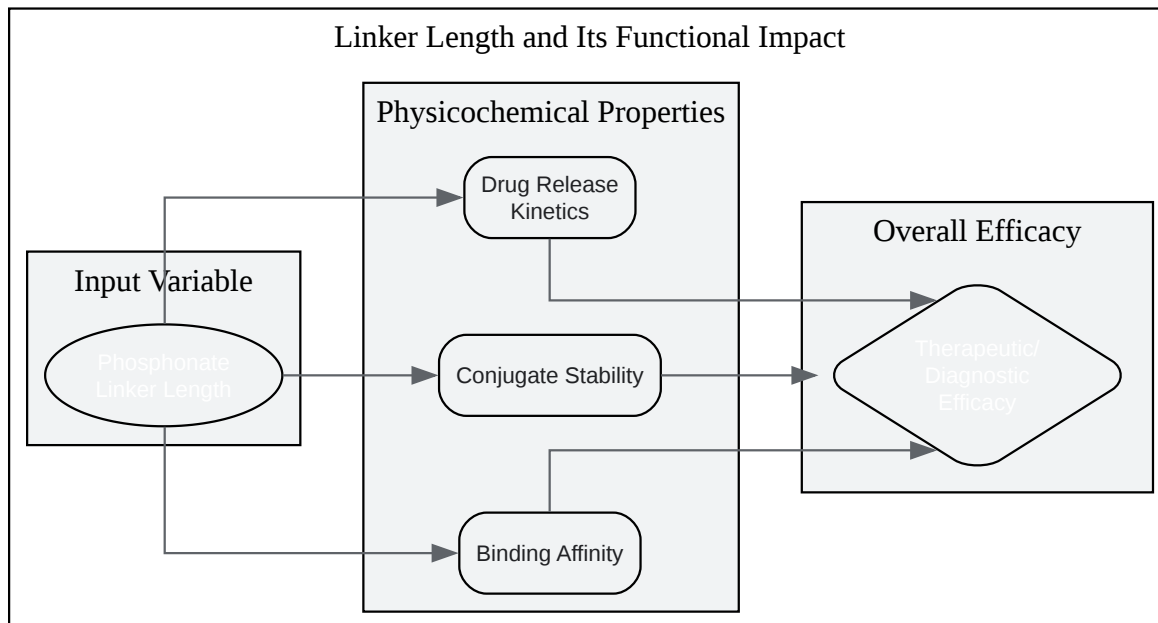 Linker Length and Its Functional Impact
Physicochemical Properties
Drug Release
Kinetics
Overall Efficacy
Input Variable
Phosphonate
Linker Length
Conjugate Stability
Therapeutic/
Diagnostic
Efficacy
Binding Affinity